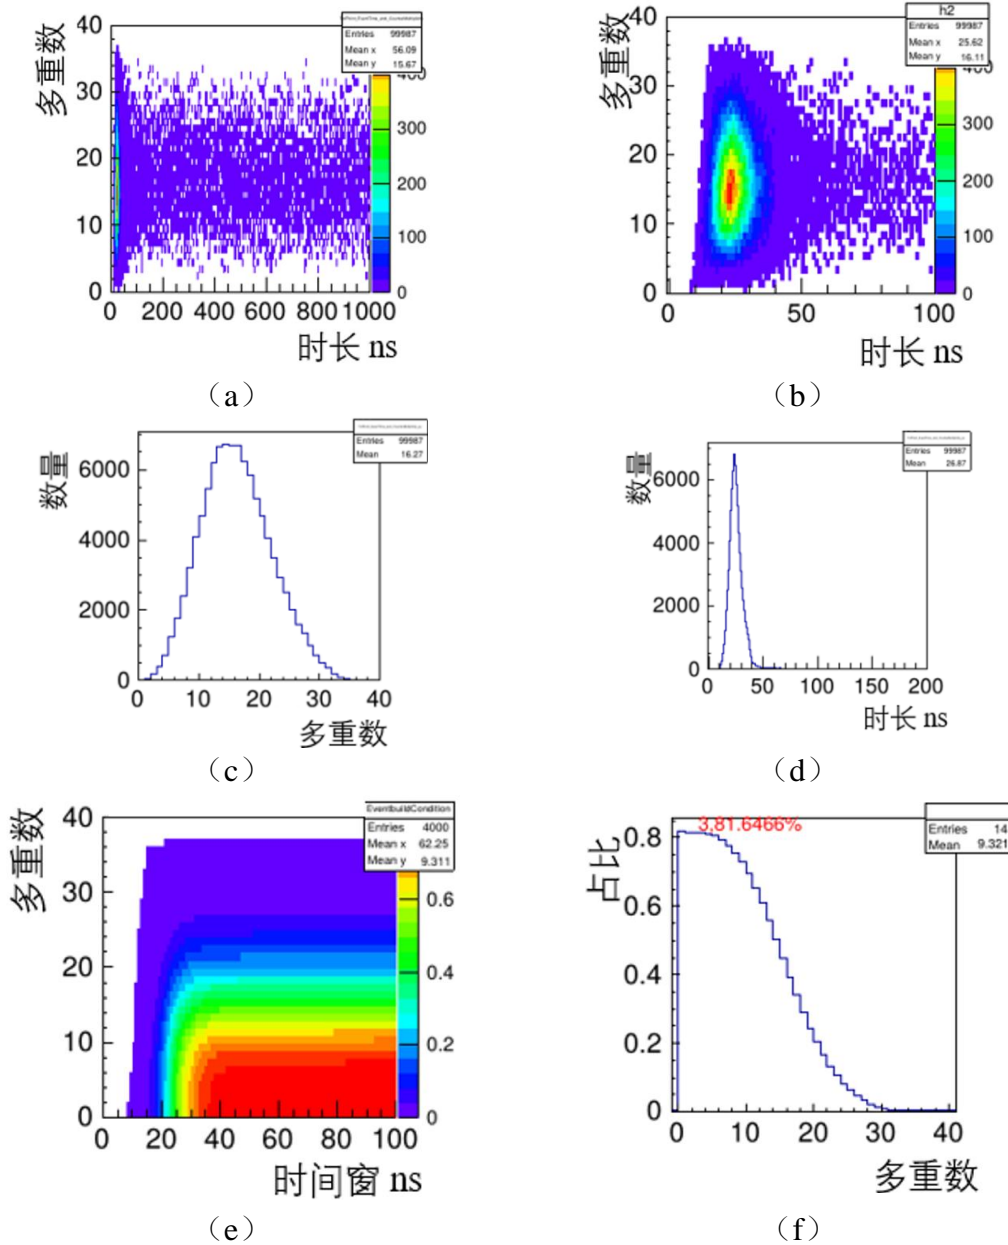 40
30
20
10
0
多重数
Entries 99987
Mean x 56.09
Mean y 15.67
400
300
200
100
0
0 200 400 600 800 1000
时长 ns
（a）
40
30
20
10
0
多重数
h2
Entries 99987
Mean x 25.62
Mean y 16.11
400
300
200
100
0
0 50 100
时长 ns
（b）
数量
6000
4000
2000
0
Entries 99987
Mean 16.27
0 10 20 30 40
多重数
（c）
数量
6000
4000
2000
0
Entries 99987
Mean 26.87
0 50 100 150 200
时长 ns
（d）
40
30
20
10
0
多重数
EventbuildCondition
Entries 4000
Mean x 62.25
Mean y 9.311
0.6
0.4
0.2
0
0 20 40 60 80 100
时间窗 ns
（e）
占比
0.8
0.6
0.4
0.2
0
3,81.6466%
Entries 14
Mean 9.321
0 10 20 30 40
多重数
（f）